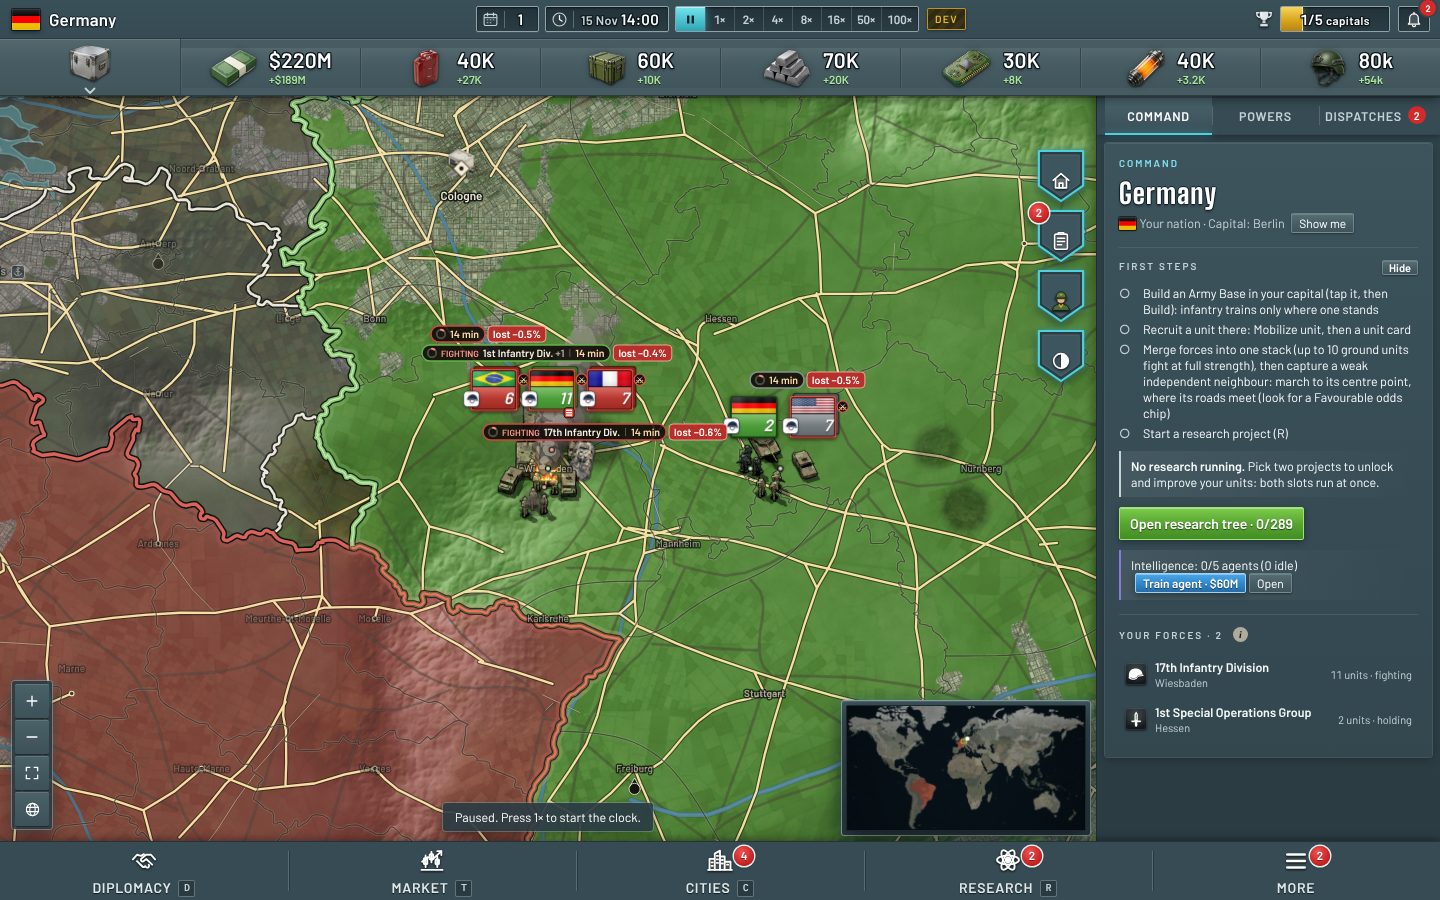 Germany
1
15 Nov 14:00
1×
2×
4×
8×
16×
50×
100×
DEV
1/5 capitals
2
$220M
+$189M
40K
+27K
60K
+10K
70K
+20K
30K
+8K
40K
+3.2K
80k
+54k
COMMAND
POWERS
DISPATCHES
2
COMMAND
Germany
Your nation · Capital: Berlin
Show me
FIRST STEPS
Hide
Build an Army Base in your capital (tap it, then
Build): infantry trains only where one stands
Recruit a unit there: Mobilize unit, then a unit card
Merge forces into one stack (up to 10 ground units
fight at full strength), then capture a weak
independent neighbour: march to its centre point,
where its roads meet (look for a Favourable odds
chip)
Start a research project (R)
No research running. Pick two projects to unlock
and improve your units: both slots run at once.
Open research tree · 0/289
Intelligence: 0/5 agents (0 idle)
Train agent · $60M
Open
YOUR FORCES · 2
i
17th Infantry Division
Wiesbaden
11 units · fighting
1st Special Operations Group
Hessen
2 units · holding
Noord-Brabant
Cologne
Antwerp
s
Liège
Bonn
Hessen
Namur
2
14 min
lost −0.5%
FIGHTING 1st Infantry Div. +1 14 min
lost −0.4%
6
11
7
14 min
lost −0.5%
2
7
FIGHTING 17th Infantry Div. 14 min
lost −0.6%
Nürnberg
Ardennes
Mannheim
Meurthe-et-Moselle
Moselle
Karlsruhe
Marne
Stuttgart
Haute-Marne
Vosges
Freiburg
Paused. Press 1× to start the clock.
DIPLOMACY D
MARKET T
CITIES C
4
RESEARCH R
2
MORE
2